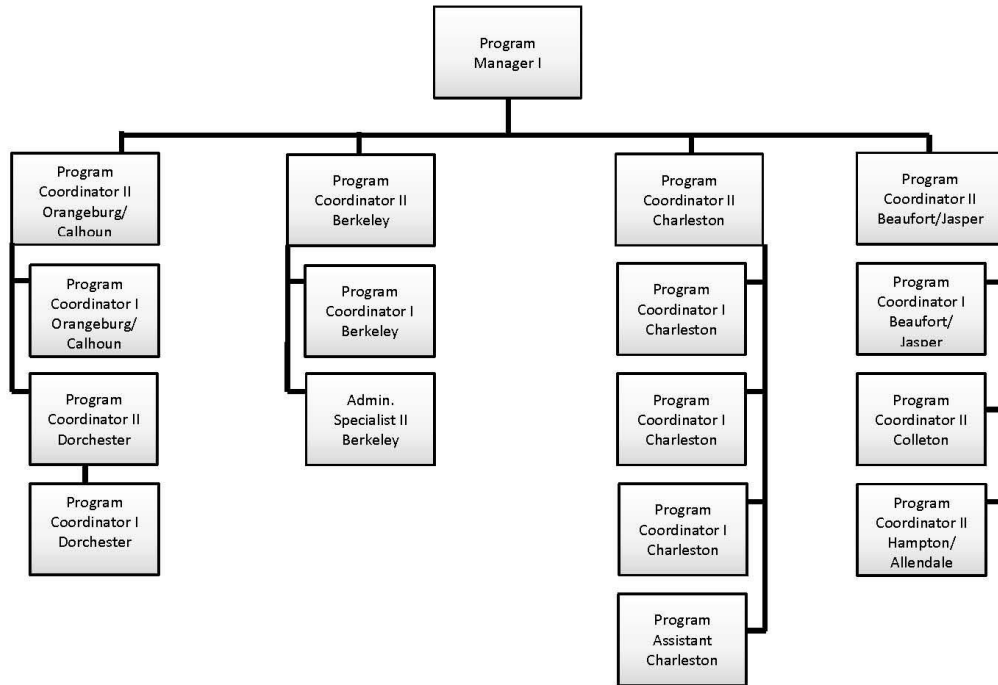 Program
Manager I
Program
Coordinator II
Orangeburg/
Calhoun
Program
Coordinator I
Orangeburg/
Calhoun
Program
Coordinator II
Dorchester
Program
Coordinator I
Dorchester
Program
Coordinator II
Berkeley
Program
Coordinator I
Berkeley
Admin.
Specialist II
Berkeley
Program
Coordinator II
Charleston
Program
Coordinator I
Charleston
Program
Coordinator I
Charleston
Program
Coordinator I
Charleston
Program
Assistant
Charleston
Program
Coordinator II
Beaufort/Jasper
Program
Coordinator I
Beaufort/
Jasper
Program
Coordinator II
Colleton
Program
Coordinator II
Hampton/
Allendale